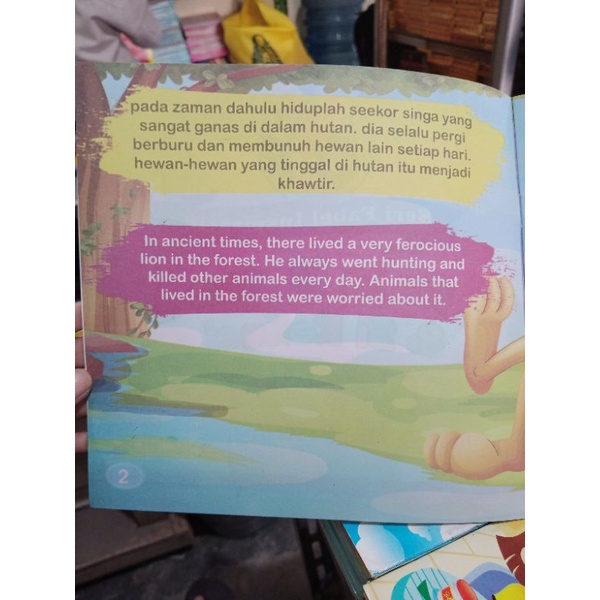 pada zaman dahulu hiduplah seekor singa yang
sangat ganas di dalam hutan. dia selalu pergi
berburu dan membunuh hewan lain setiap hari.
hewan-hewan yang tinggal di hutan itu menjadi
khawtir.
In ancient times, there lived a very ferocious
lion in the forest. He always went hunting and
killed other animals every day. Animals that
lived in the forest were worried about it.
2